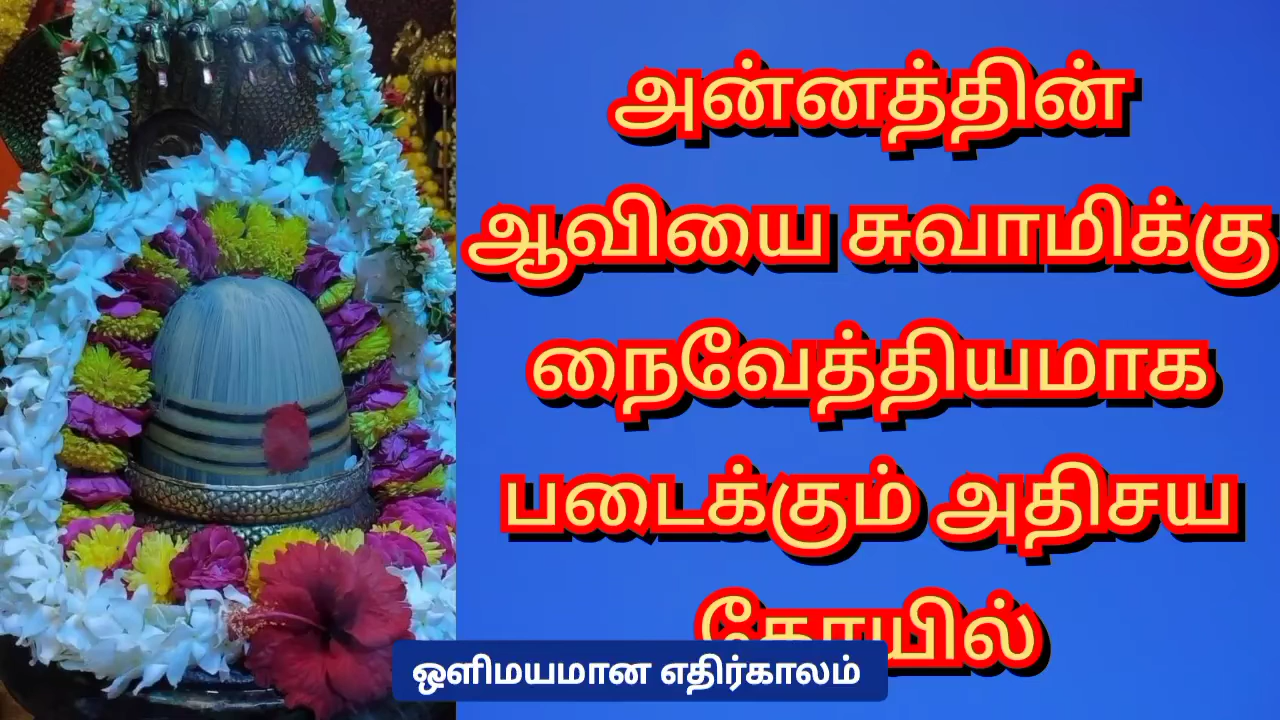 அன்னத்தின்
ஆவியை சுவாமிக்கு
நைவேத்தியமாக
படைக்கும் அதிசய
கோயில்
ஒளிமயமான எதிர்காலம்